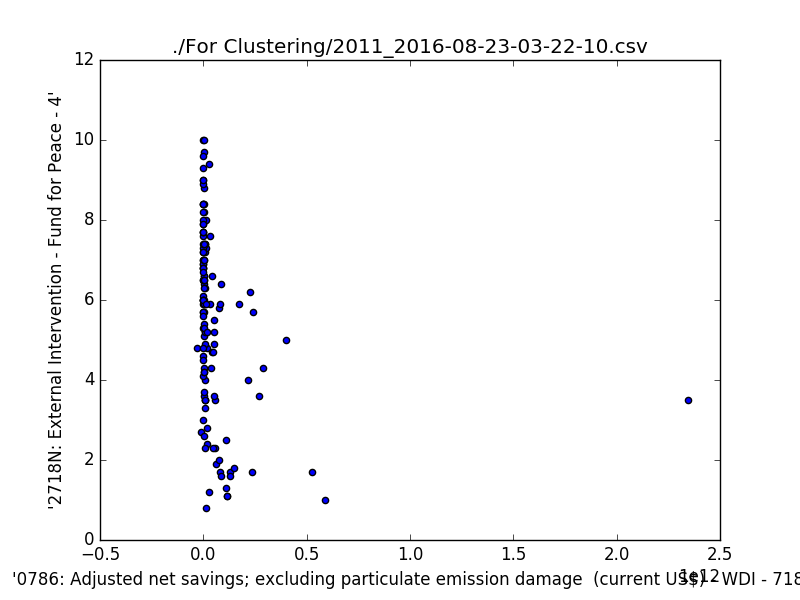 ./For Clustering/2011_2016-08-23-03-22-10.csv
'2718N: External Intervention - Fund for Peace - 4'
12
10
8
6
4
2
0
−0.5 0.0 0.5 1.0 1.5 2.0 2.5
1e12
'0786: Adjusted net savings; excluding particulate emission damage (current US$) - WDI - 718